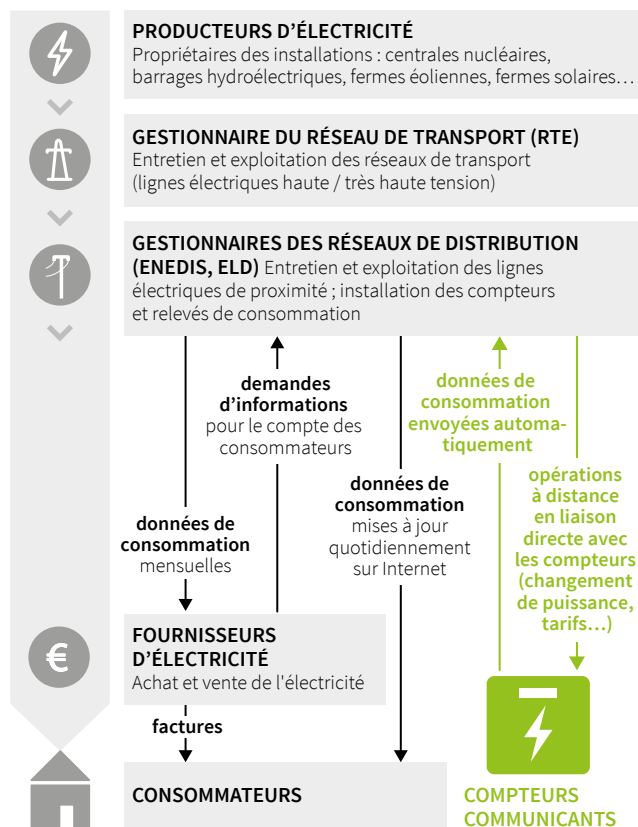 PRODUCTEURS D’ÉLECTRICITÉ
Propriétaires des installations : centrales nucléaires,
barrages hydroélectriques, fermes éoliennes, fermes solaires…
GESTIONNAIRE DU RÉSEAU DE TRANSPORT (RTE)
Entretien et exploitation des réseaux de transport
(lignes électriques haute / très haute tension)
GESTIONNAIRES DES RÉSEAUX DE DISTRIBUTION
(ENEDIS, ELD) Entretien et exploitation des lignes
électriques de proximité ; installation des compteurs
et relevés de consommation
données de
consommation
mensuelles
demandes
d’informations
pour le compte des
consommateurs
données de
consommation
mises à jour
quotidiennement
sur Internet
données de
consommation
envoyées automa-
tiquement
opérations
à distance
en liaison
directe avec
les compteurs
(changement
de puissance,
tarifs…)
€
FOURNISSEURS
D’ÉLECTRICITÉ
Achat et vente de l'électricité
factures
CONSOMMATEURS
COMPTEURS
COMMUNICANTS